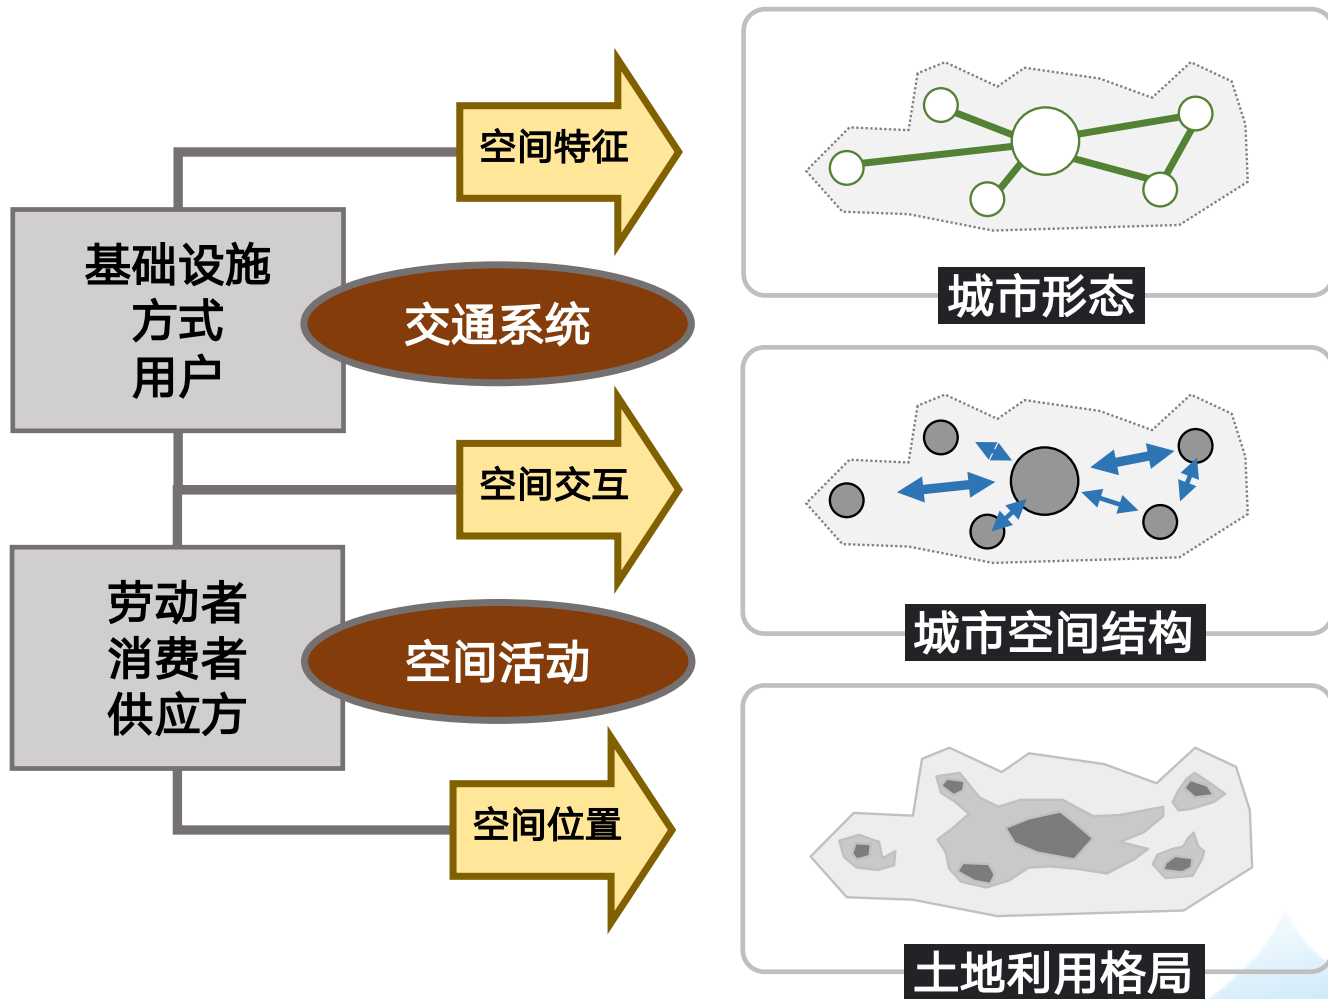 空间特征
基础设施
方式
用户
交通系统
空间交互
劳动者
消费者
供应方
空间活动
空间位置
城市形态
城市空间结构
土地利用格局